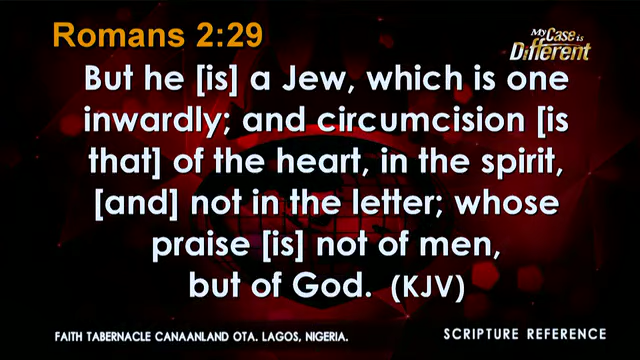 Romans 2:29
My Case is
Different
But he [is] a Jew, which is one
inwardly; and circumcision [is
that] of the heart, in the spirit,
[and] not in the letter; whose
praise [is] not of men,
but of God. (KJV)
FAITH TABERNACLE CANAANLAND OTA. LAGOS, NIGERIA.
SCRIPTURE REFERENCE